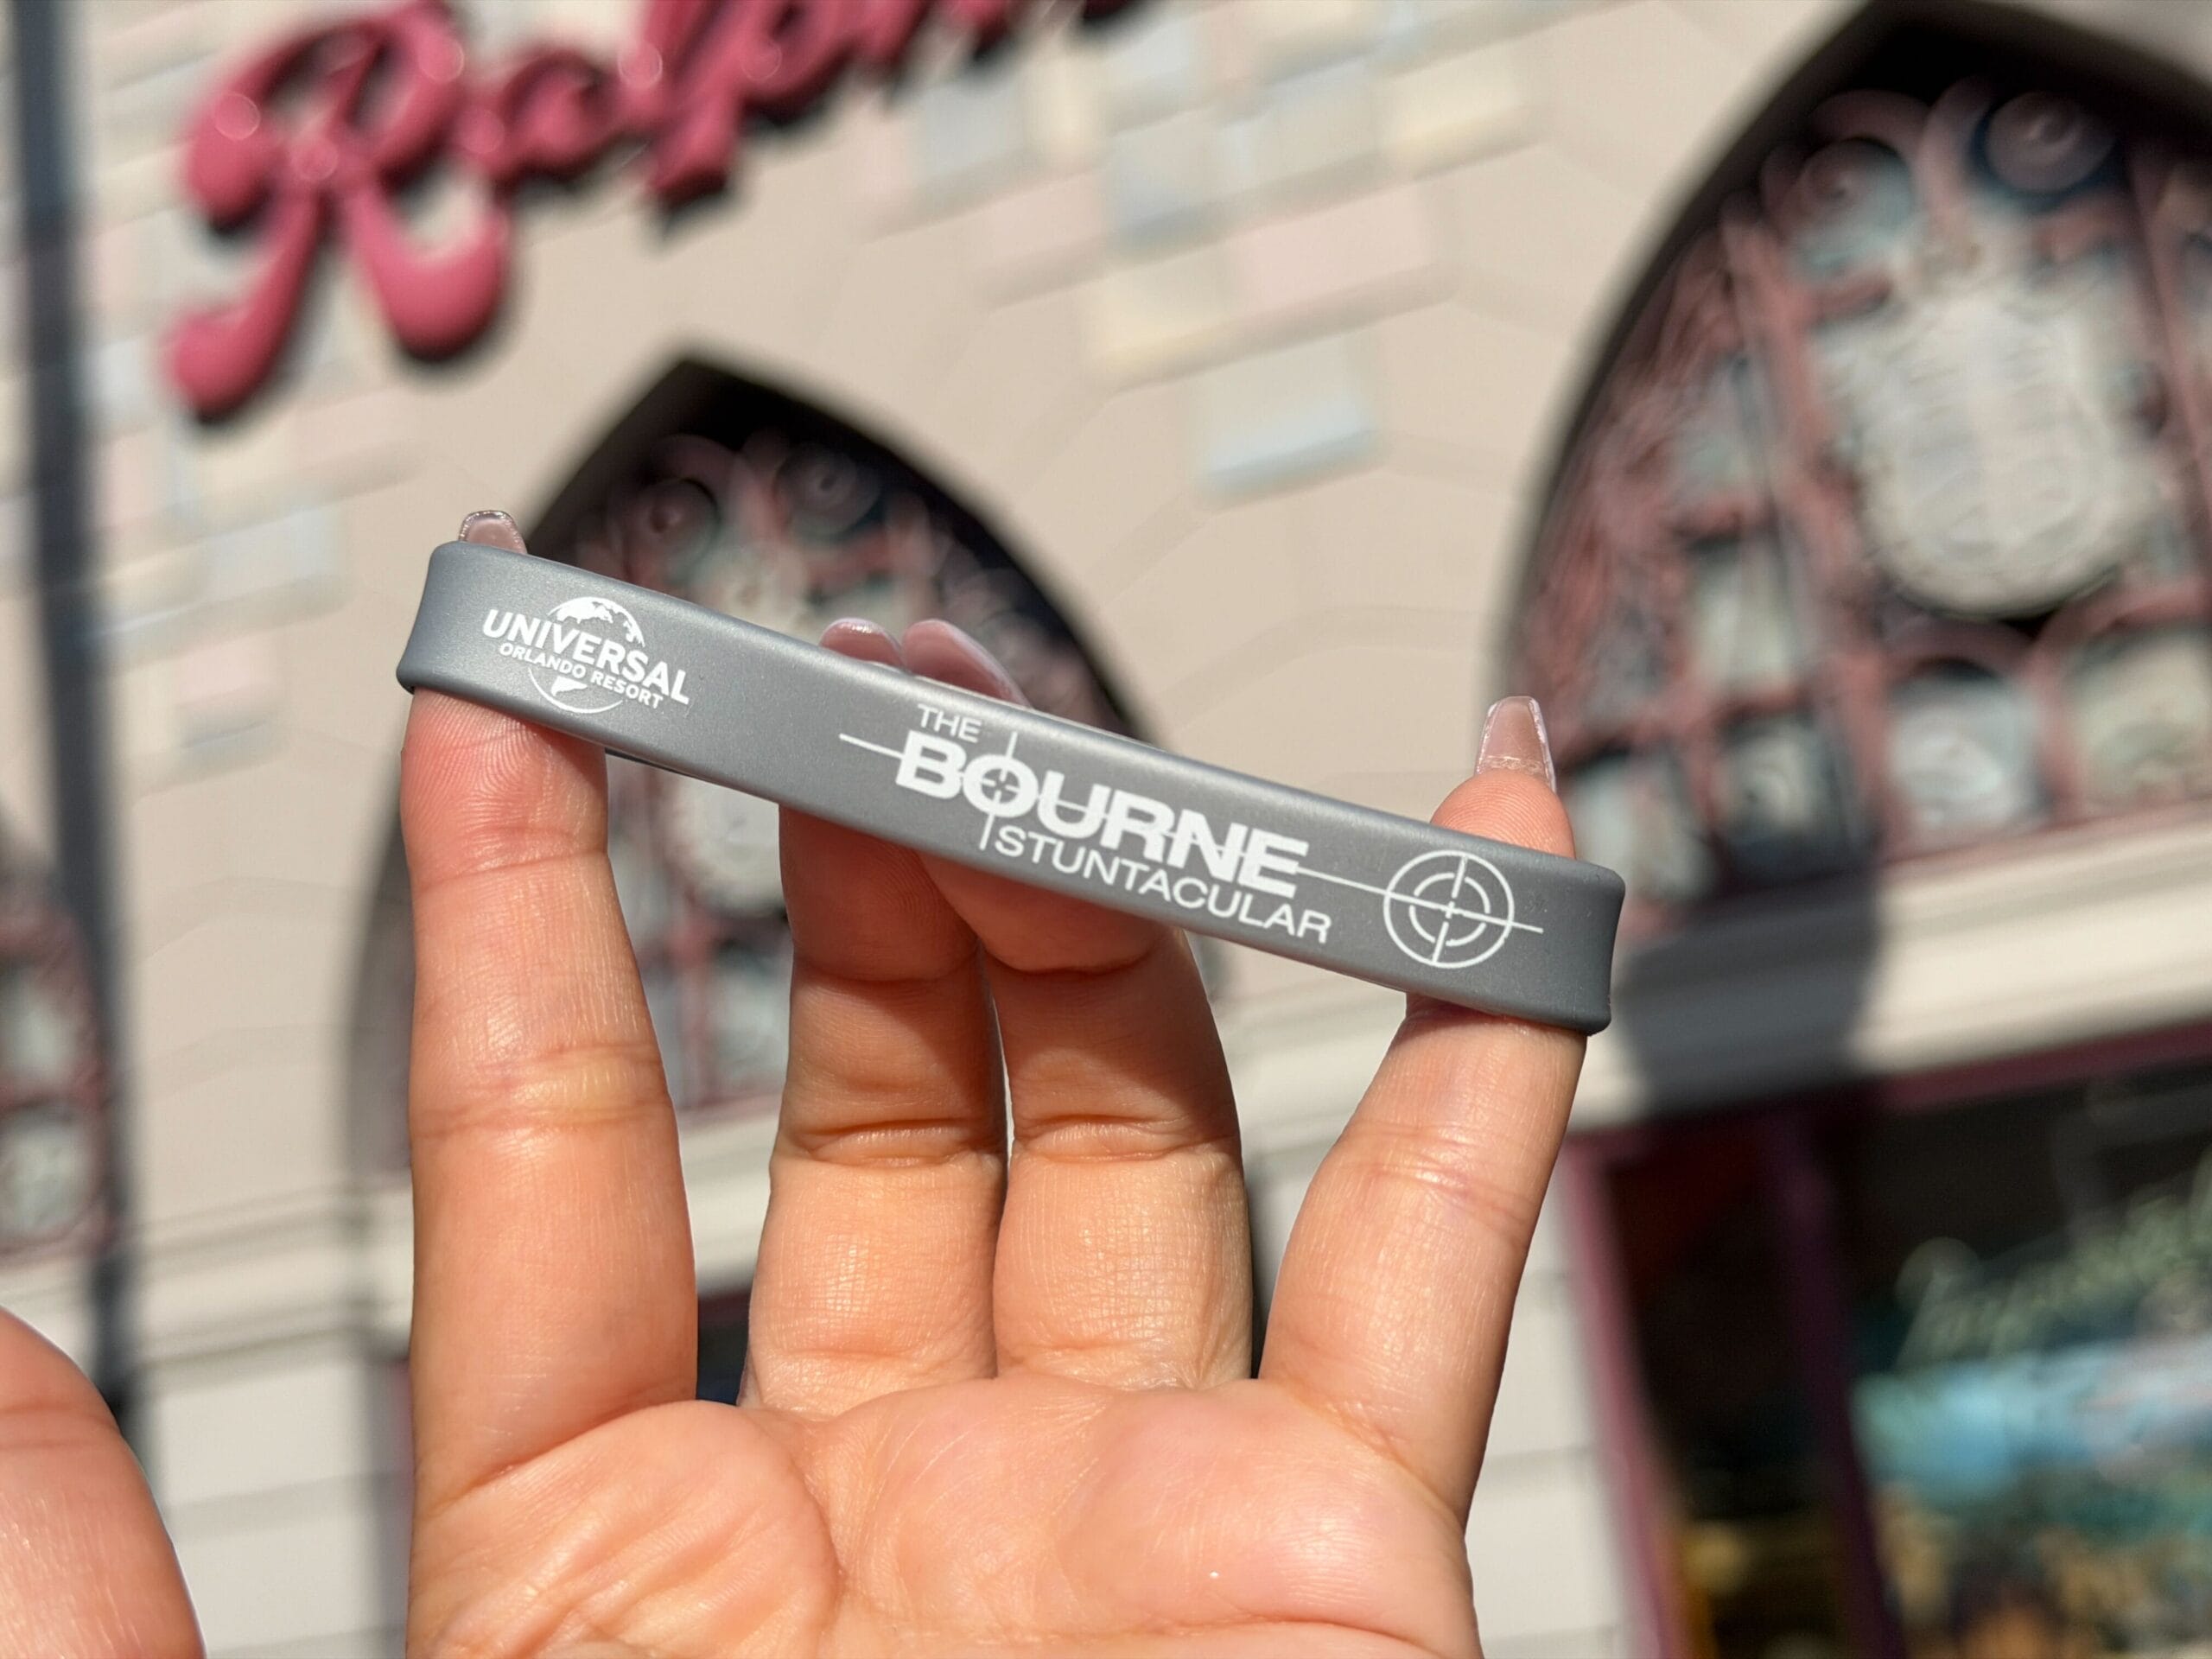 UNIVERSAL
ORLANDO RESORT
THE
BOURNE
STUNTACULAR